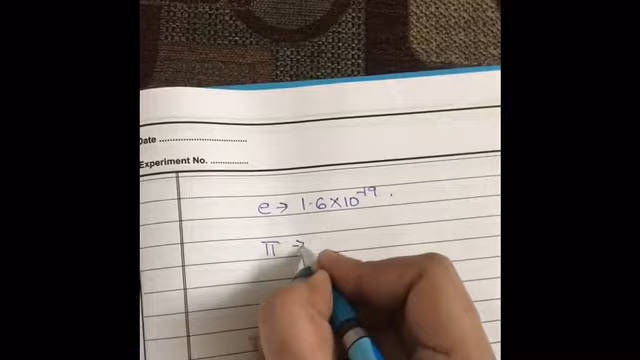 Date ..............................
Experiment No. .............
e → 1.6×10⁻¹⁹ .
π →